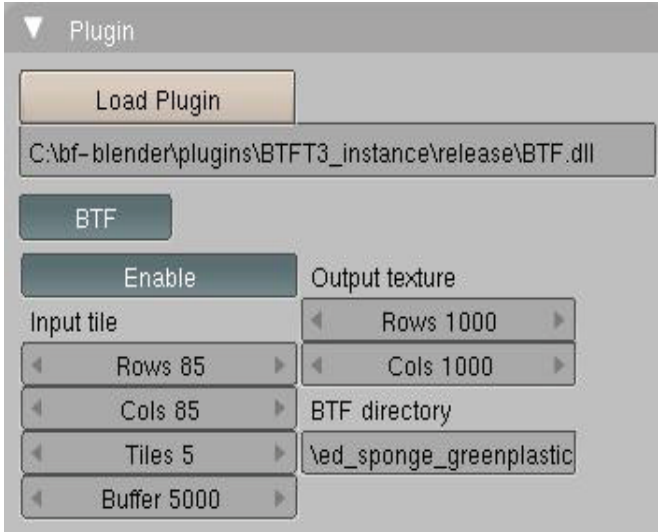 Plugin
Load Plugin
C:\bf-blender\plugins\BTFT3_instance\release\BTF.dll
BTF
Enable
Output texture
Input tile
Rows 1000
Rows 85
Cols 1000
Cols 85
BTF directory
Tiles 5
\ed_sponge_greenplastic
Buffer 5000